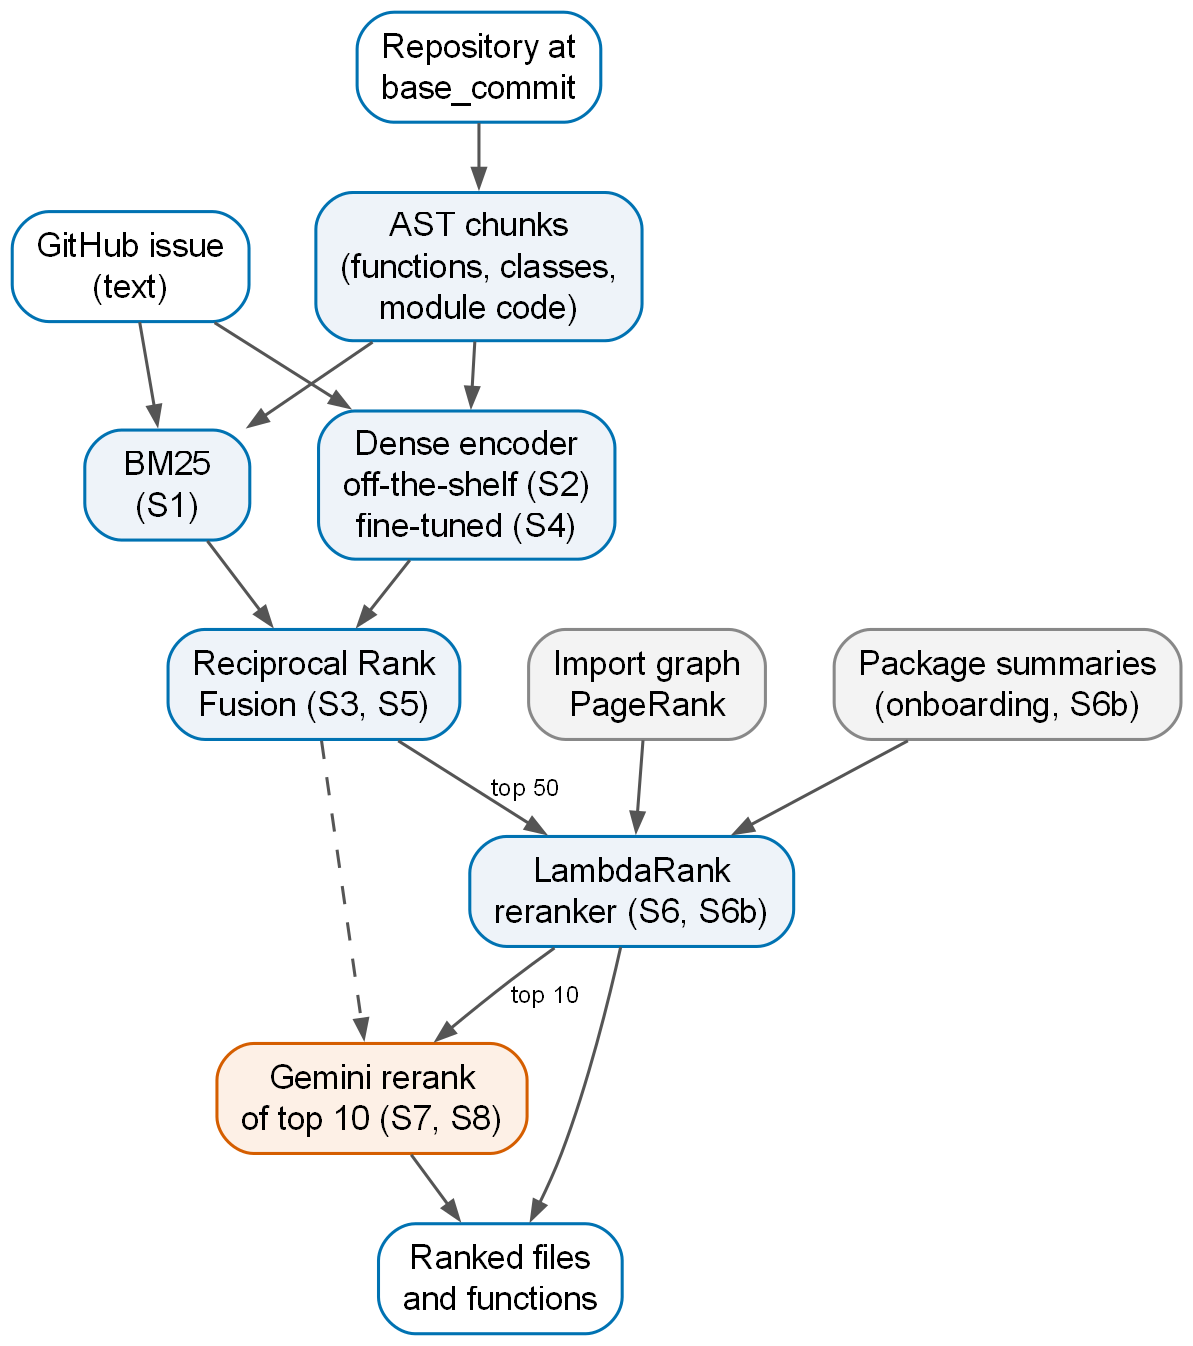 Repository at
base_commit
AST chunks
(functions, classes,
module code)
GitHub issue
(text)
BM25
(S1)
Dense encoder
off-the-shelf (S2)
fine-tuned (S4)
Reciprocal Rank
Fusion (S3, S5)
Import graph
PageRank
Package summaries
(onboarding, S6b)
top 50
LambdaRank
reranker (S6, S6b)
top 10
Gemini rerank
of top 10 (S7, S8)
Ranked files
and functions